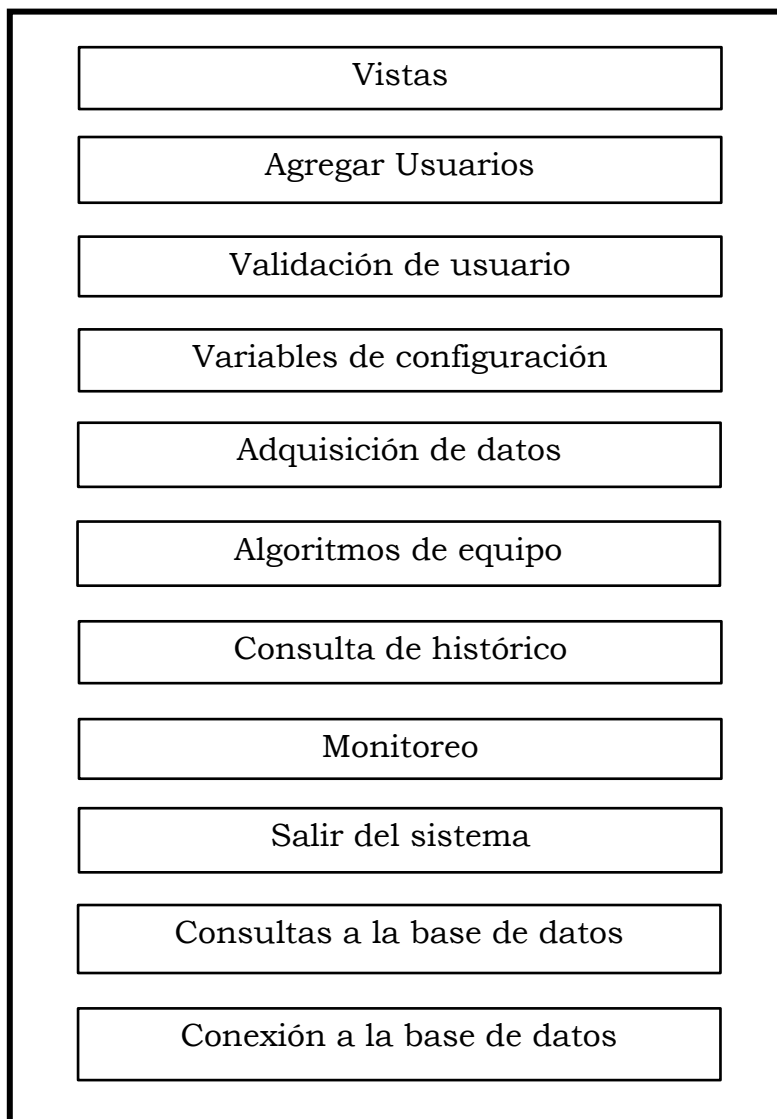 Vistas
Agregar Usuarios
Validación de usuario
Variables de configuración
Adquisición de datos
Algoritmos de equipo
Consulta de histórico
Monitoreo
Salir del sistema
Consultas a la base de datos
Conexión a la base de datos